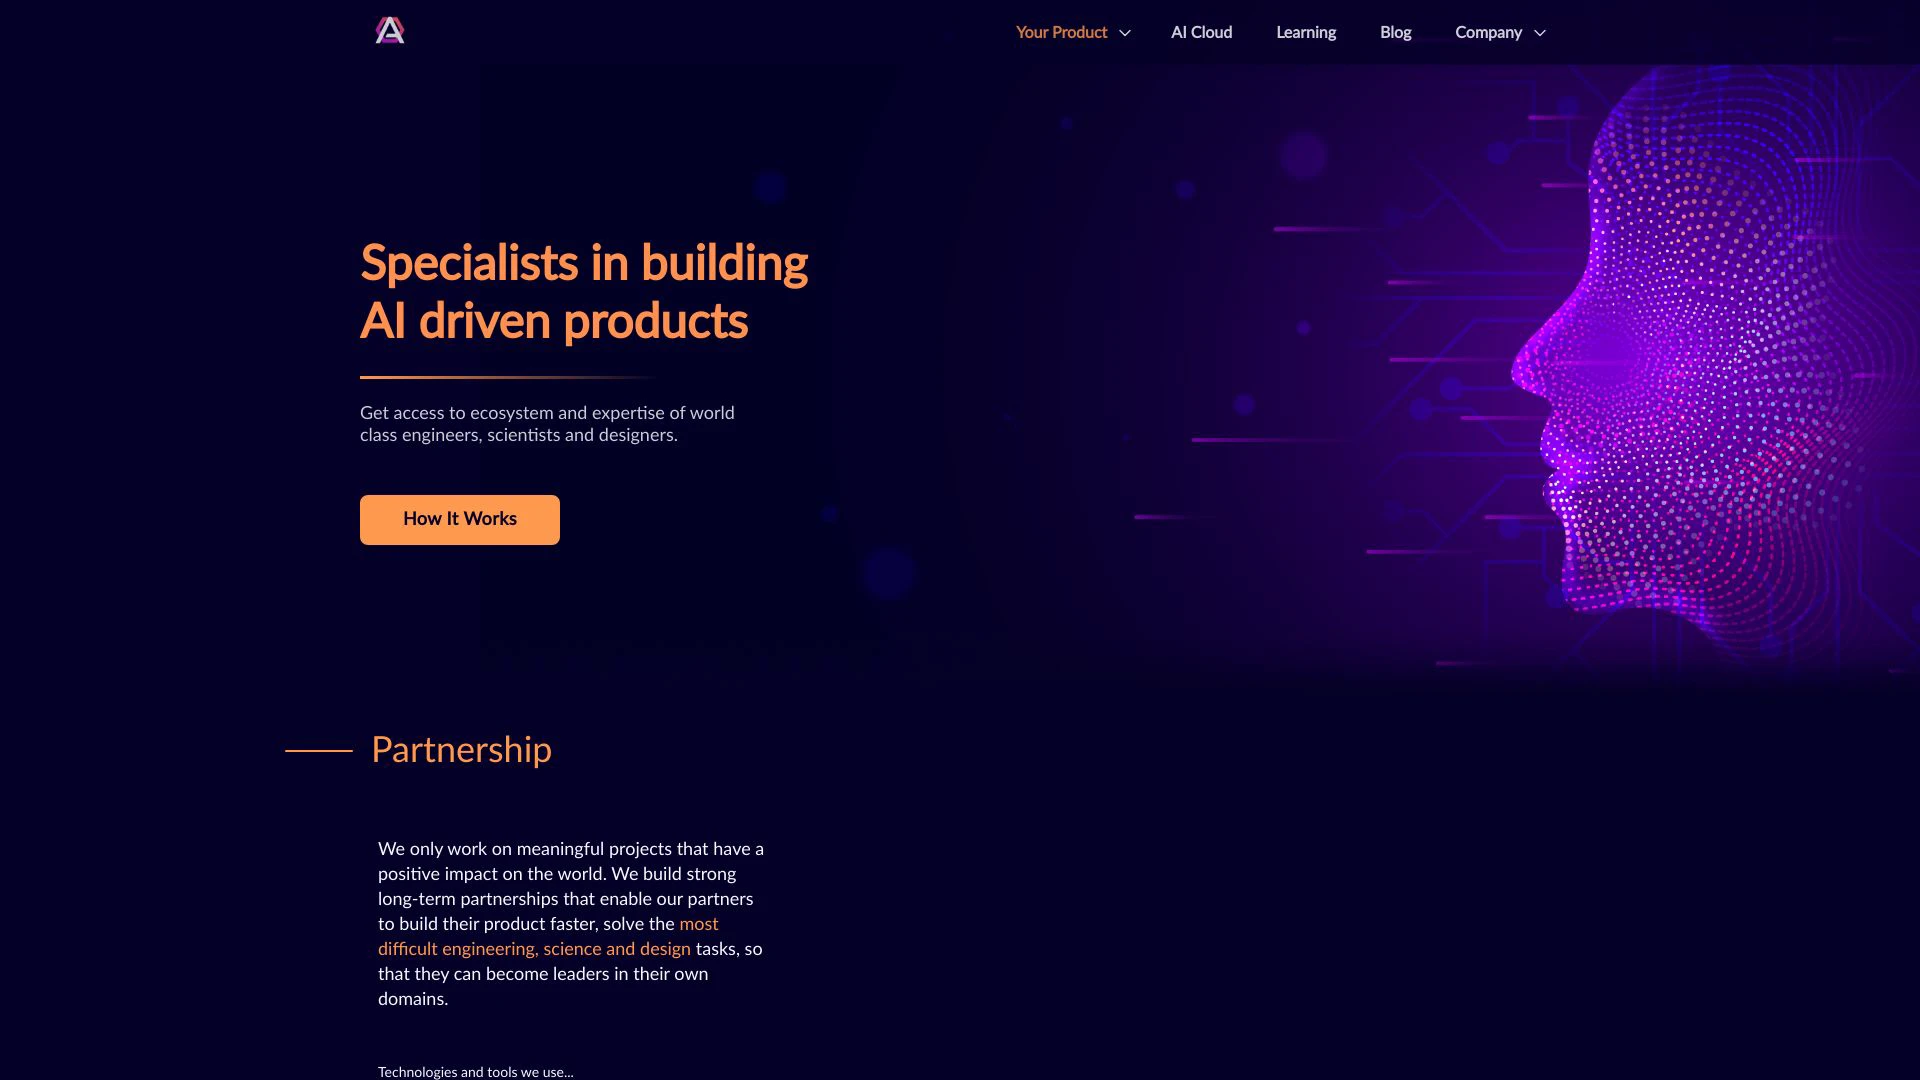 Your Product
AI Cloud
Learning
Blog
Company
Specialists in building
AI driven products
Get access to ecosystem and expertise of world
class engineers, scientists and designers.
How It Works
Partnership
We only work on meaningful projects that have a
positive impact on the world. We build strong
long-term partnerships that enable our partners
to build their product faster, solve the most
difficult engineering, science and design tasks, so
that they can become leaders in their own
domains.
Technologies and tools we use...